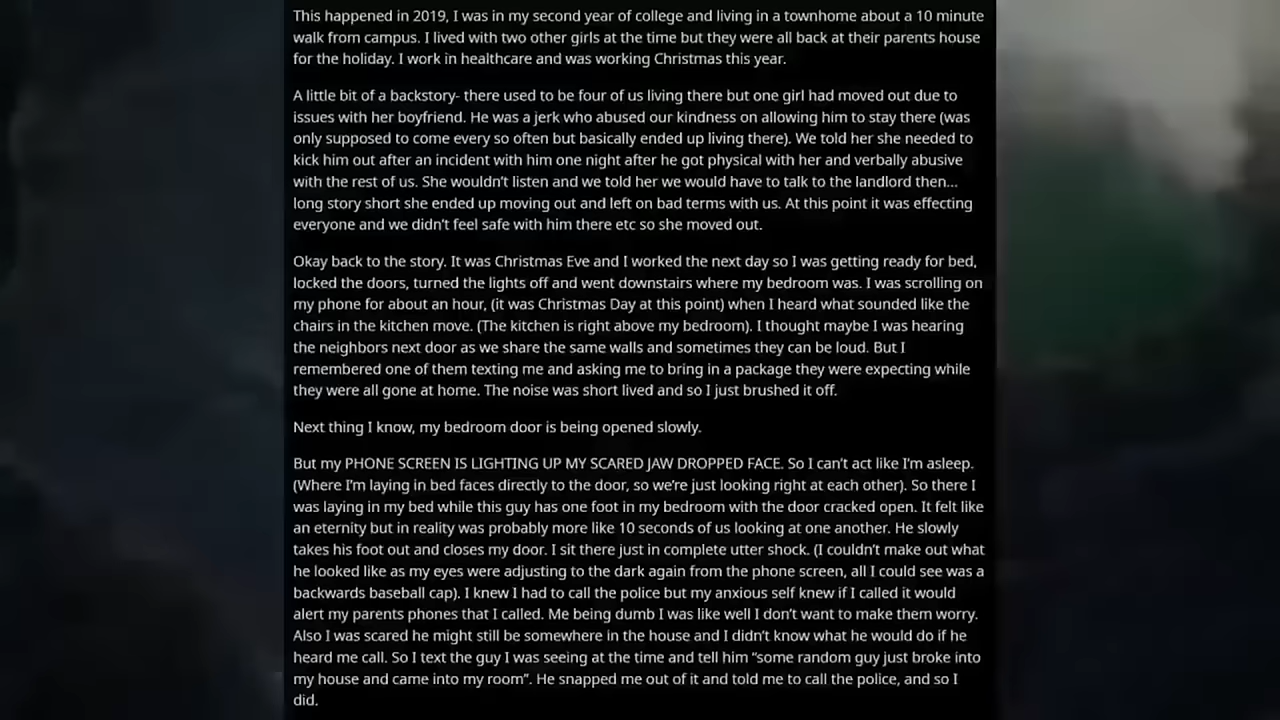 This happened in 2019, I was in my second year of college and living in a townhome about a 10 minute
walk from campus. I lived with two other girls at the time but they were all back at their parents house
for the holiday. I work in healthcare and was working Christmas this year.
A little bit of a backstory- there used to be four of us living there but one girl had moved out due to
issues with her boyfriend. He was a jerk who abused our kindness on allowing him to stay there (was
only supposed to come every so often but basically ended up living there). We told her she needed to
kick him out after an incident with him one night after he got physical with her and verbally abusive
with the rest of us. She wouldn't listen and we told her we would have to talk to the landlord then...
long story short she ended up moving out and left on bad terms with us. At this point it was effecting
everyone and we didn't feel safe with him there etc so she moved out.
Okay back to the story. It was Christmas Eve and I worked the next day so I was getting ready for bed,
locked the doors, turned the lights off and went downstairs where my bedroom was. I was scrolling on
my phone for about an hour, (it was Christmas Day at this point) when I heard what sounded like the
chairs in the kitchen move. (The kitchen is right above my bedroom). I thought maybe I was hearing
the neighbors next door as we share the same walls and sometimes they can be loud. But I
remembered one of them texting me and asking me to bring in a package they were expecting while
they were all gone at home. The noise was short lived and so I just brushed it off.
Next thing I know, my bedroom door is being opened slowly.
But my PHONE SCREEN IS LIGHTING UP MY SCARED JAW DROPPED FACE. So I can't act like I'm asleep.
(Where I'm laying in bed faces directly to the door, so we're just looking right at each other). So there I
was laying in my bed while this guy has one foot in my bedroom with the door cracked open. It felt like
an eternity but in reality was probably more like 10 seconds of us looking at one another. He slowly
takes his foot out and closes my door. I sit there just in complete utter shock. (I couldn't make out what
he looked like as my eyes were adjusting to the dark again from the phone screen, all I could see was a
backwards baseball cap). I knew I had to call the police but my anxious self knew if I called it would
alert my parents phones that I called. Me being dumb I was like well I don't want to make them worry.
Also I was scared he might still be somewhere in the house and I didn't know what he would do if he
heard me call. So I text the guy I was seeing at the time and tell him "some random guy just broke into
my house and came into my room". He snapped me out of it and told me to call the police, and so I
did.